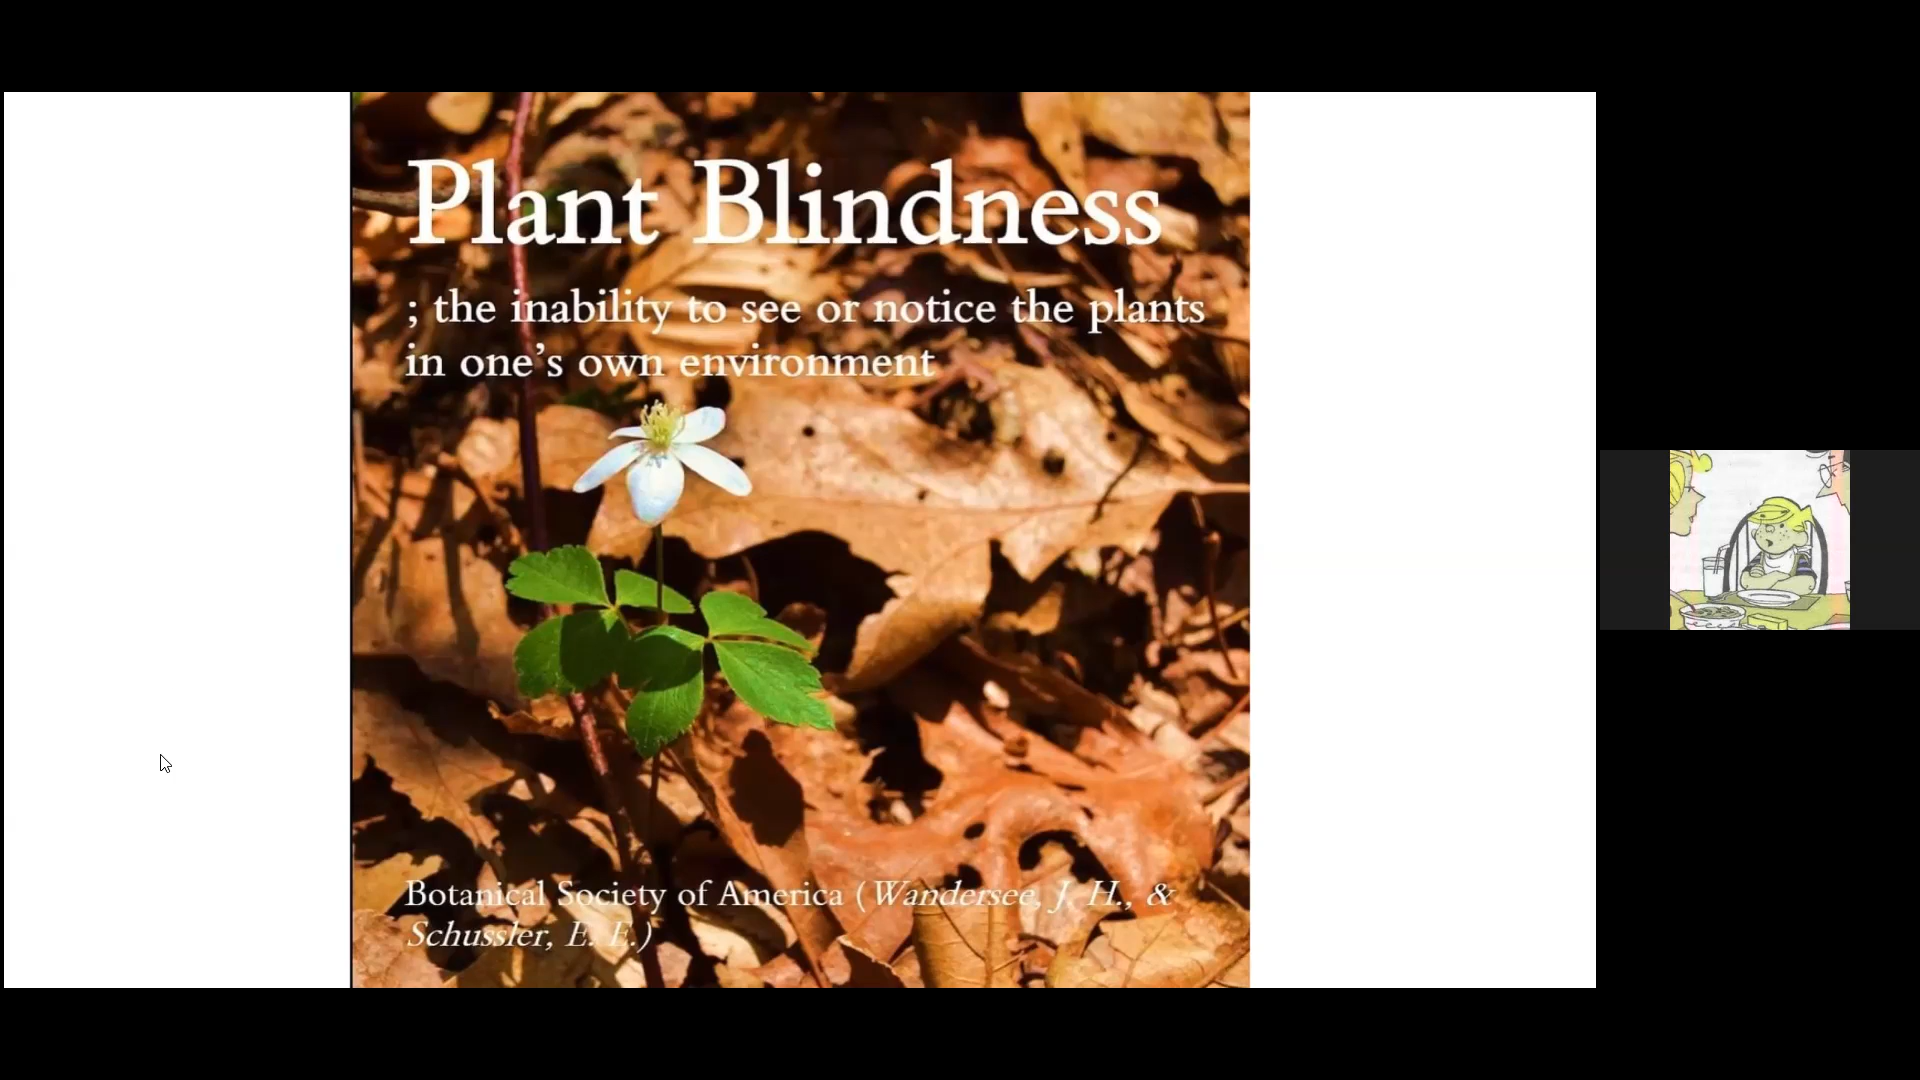 Plant Blindness
; the inability to see or notice the plants
in one’s own environment
Botanical Society of America (Wandersee, J. H., &
Schussler, E. E.)